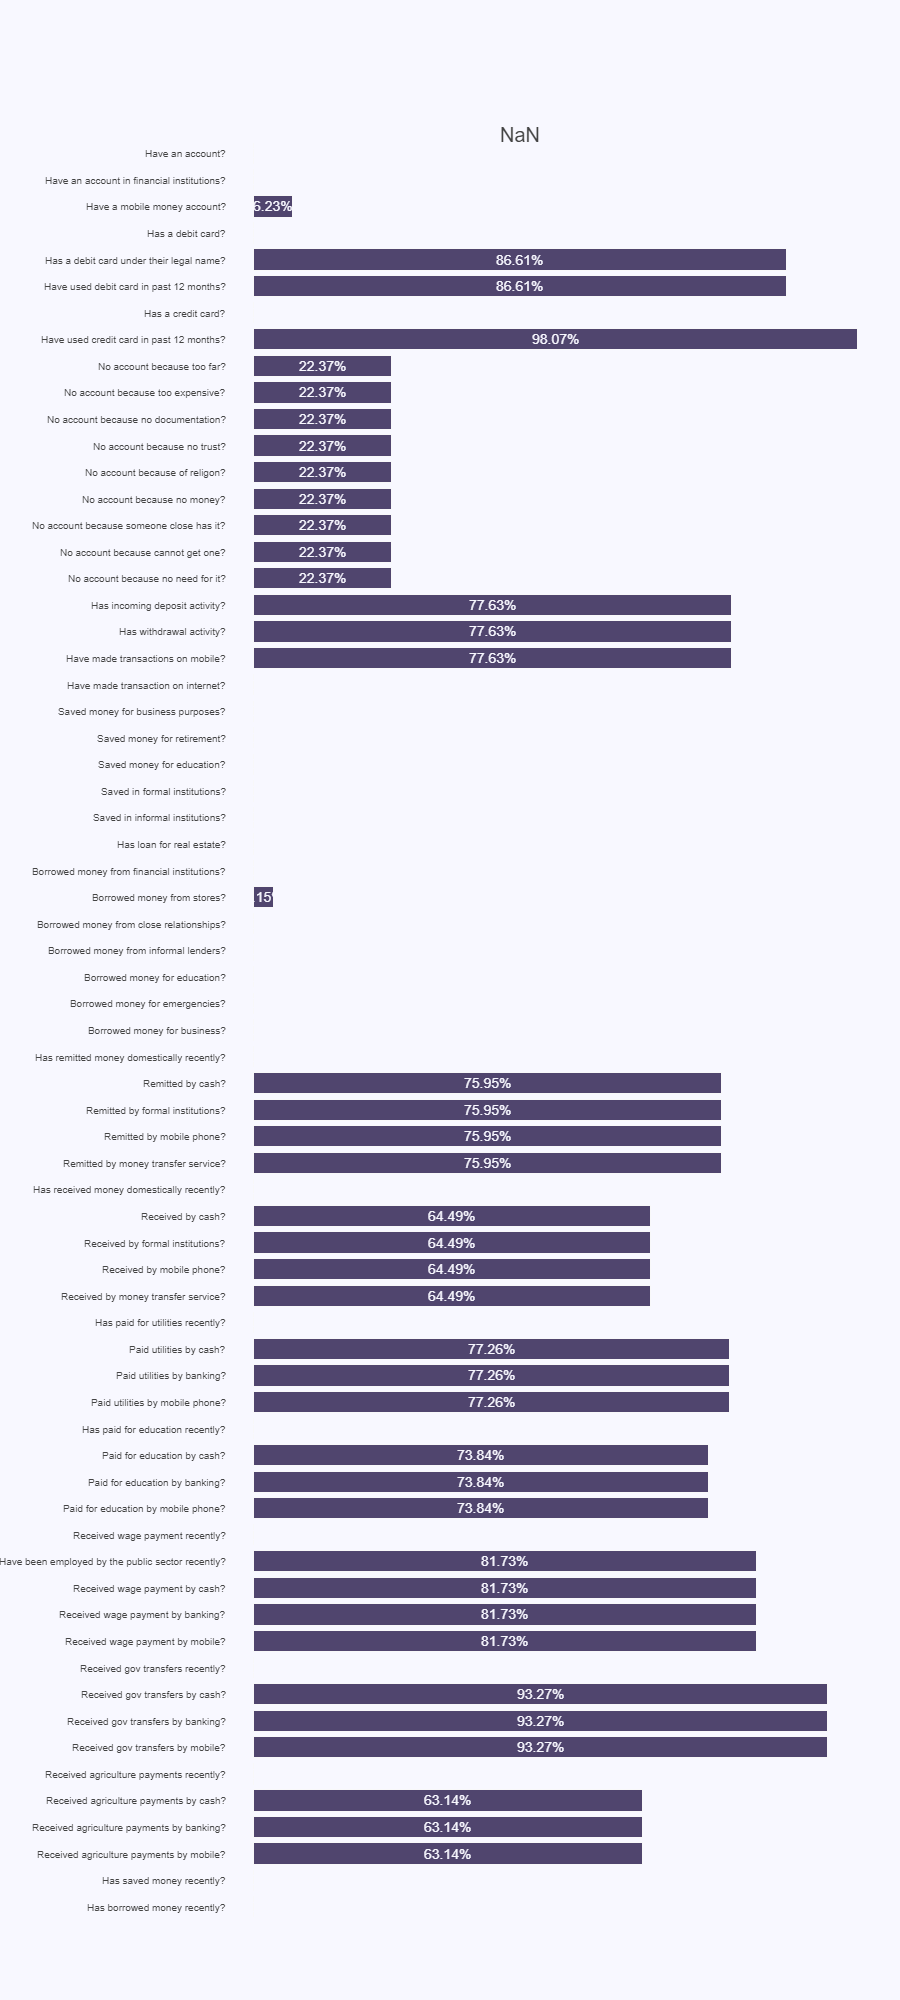 NaN
Have an account?
Have an account in financial institutions?
Have a mobile money account? 6.23%
Has a debit card?
Has a debit card under their legal name? 86.61%
Have used debit card in past 12 months? 86.61%
Has a credit card?
Have used credit card in past 12 months? 98.07%
No account because too far? 22.37%
No account because too expensive? 22.37%
No account because no documentation? 22.37%
No account because no trust? 22.37%
No account because of religon? 22.37%
No account because no money? 22.37%
No account because someone close has it? 22.37%
No account because cannot get one? 22.37%
No account because no need for it? 22.37%
Has incoming deposit activity? 77.63%
Has withdrawal activity? 77.63%
Have made transactions on mobile? 77.63%
Have made transaction on internet?
Saved money for business purposes?
Saved money for retirement?
Saved money for education?
Saved in formal institutions?
Saved in informal institutions?
Has loan for real estate?
Borrowed money from financial institutions?
Borrowed money from stores?
Borrowed money from close relationships?
Borrowed money from informal lenders?
Borrowed money for education?
Borrowed money for emergencies?
Borrowed money for business?
Has remitted money domestically recently?
Remitted by cash? 75.95%
Remitted by formal institutions? 75.95%
Remitted by mobile phone? 75.95%
Remitted by money transfer service? 75.95%
Has received money domestically recently?
Received by cash? 64.49%
Received by formal institutions? 64.49%
Received by mobile phone? 64.49%
Received by money transfer service? 64.49%
Has paid for utilities recently?
Paid utilities by cash? 77.26%
Paid utilities by banking? 77.26%
Paid utilities by mobile phone? 77.26%
Has paid for education recently?
Paid for education by cash? 73.84%
Paid for education by banking? 73.84%
Paid for education by mobile phone? 73.84%
Received wage payment recently?
Have been employed by the public sector recently? 81.73%
Received wage payment by cash? 81.73%
Received wage payment by banking? 81.73%
Received wage payment by mobile? 81.73%
Received gov transfers recently?
Received gov transfers by cash? 93.27%
Received gov transfers by banking? 93.27%
Received gov transfers by mobile? 93.27%
Received agriculture payments recently?
Received agriculture payments by cash? 63.14%
Received agriculture payments by banking? 63.14%
Received agriculture payments by mobile? 63.14%
Has saved money recently?
Has borrowed money recently?